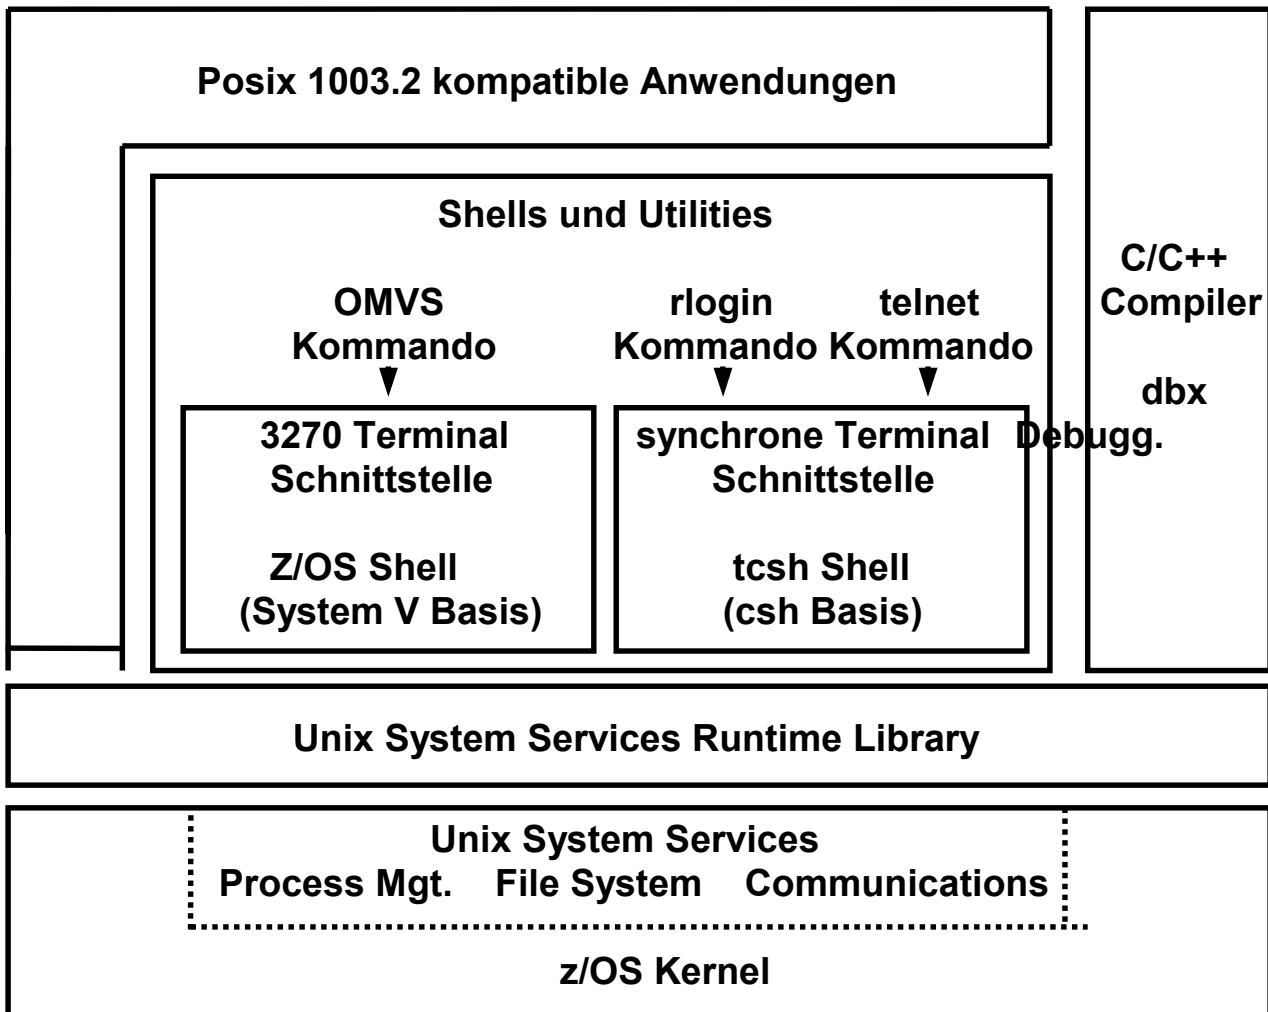 Posix 1003.2 kompatible Anwendungen
Shells und Utilities
OMVS
Kommando
rlogin
Kommando
telnet
Kommando
3270 Terminal
Schnittstelle
Z/OS Shell
(System V Basis)
synchrone Terminal
Schnittstelle
tcsh Shell
(csh Basis)
C/C++
Compiler
dbx
Debugg.
Unix System Services Runtime Library
Unix System Services
Process Mgt. File System Communications
z/OS Kernel